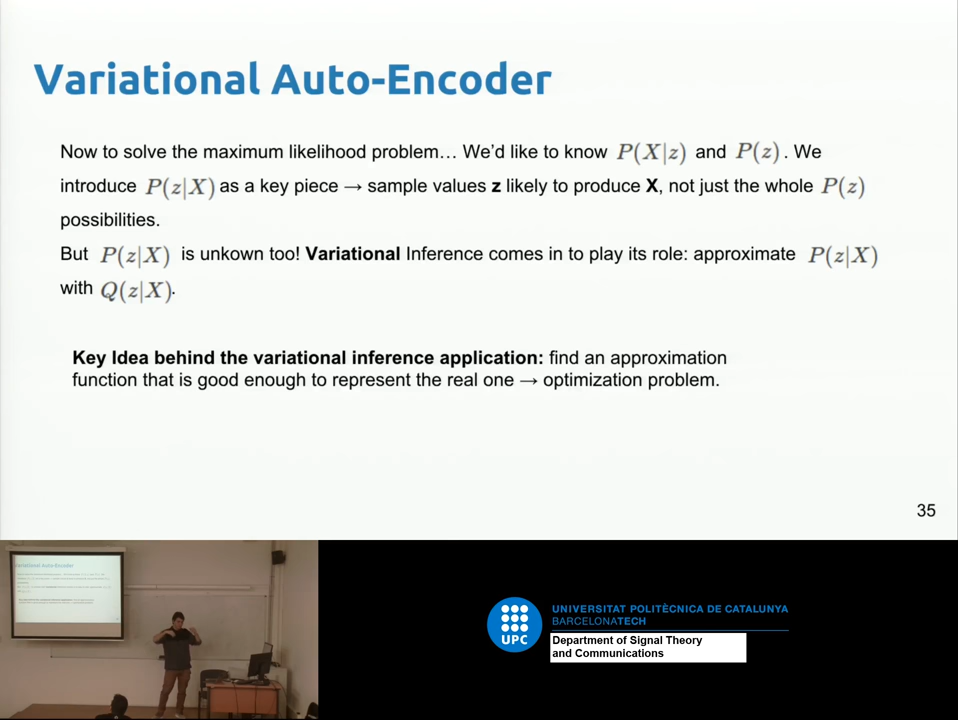 Variational Auto-Encoder
Now to solve the maximum likelihood problem… We'd like to know P(X|z) and P(z). We
introduce P(z|X) as a key piece → sample values z likely to produce X, not just the whole P(z)
possibilities.
But P(z|X) is unkown too! Variational Inference comes in to play its role: approximate P(z|X)
with Q(z|X).
Key Idea behind the variational inference application: find an approximation
function that is good enough to represent the real one → optimization problem.
35
Variational Auto-Encoder
UPC
UNIVERSITAT POLITÈCNICA DE CATALUNYA
BARCELONATECH
Department of Signal Theory
and Communications